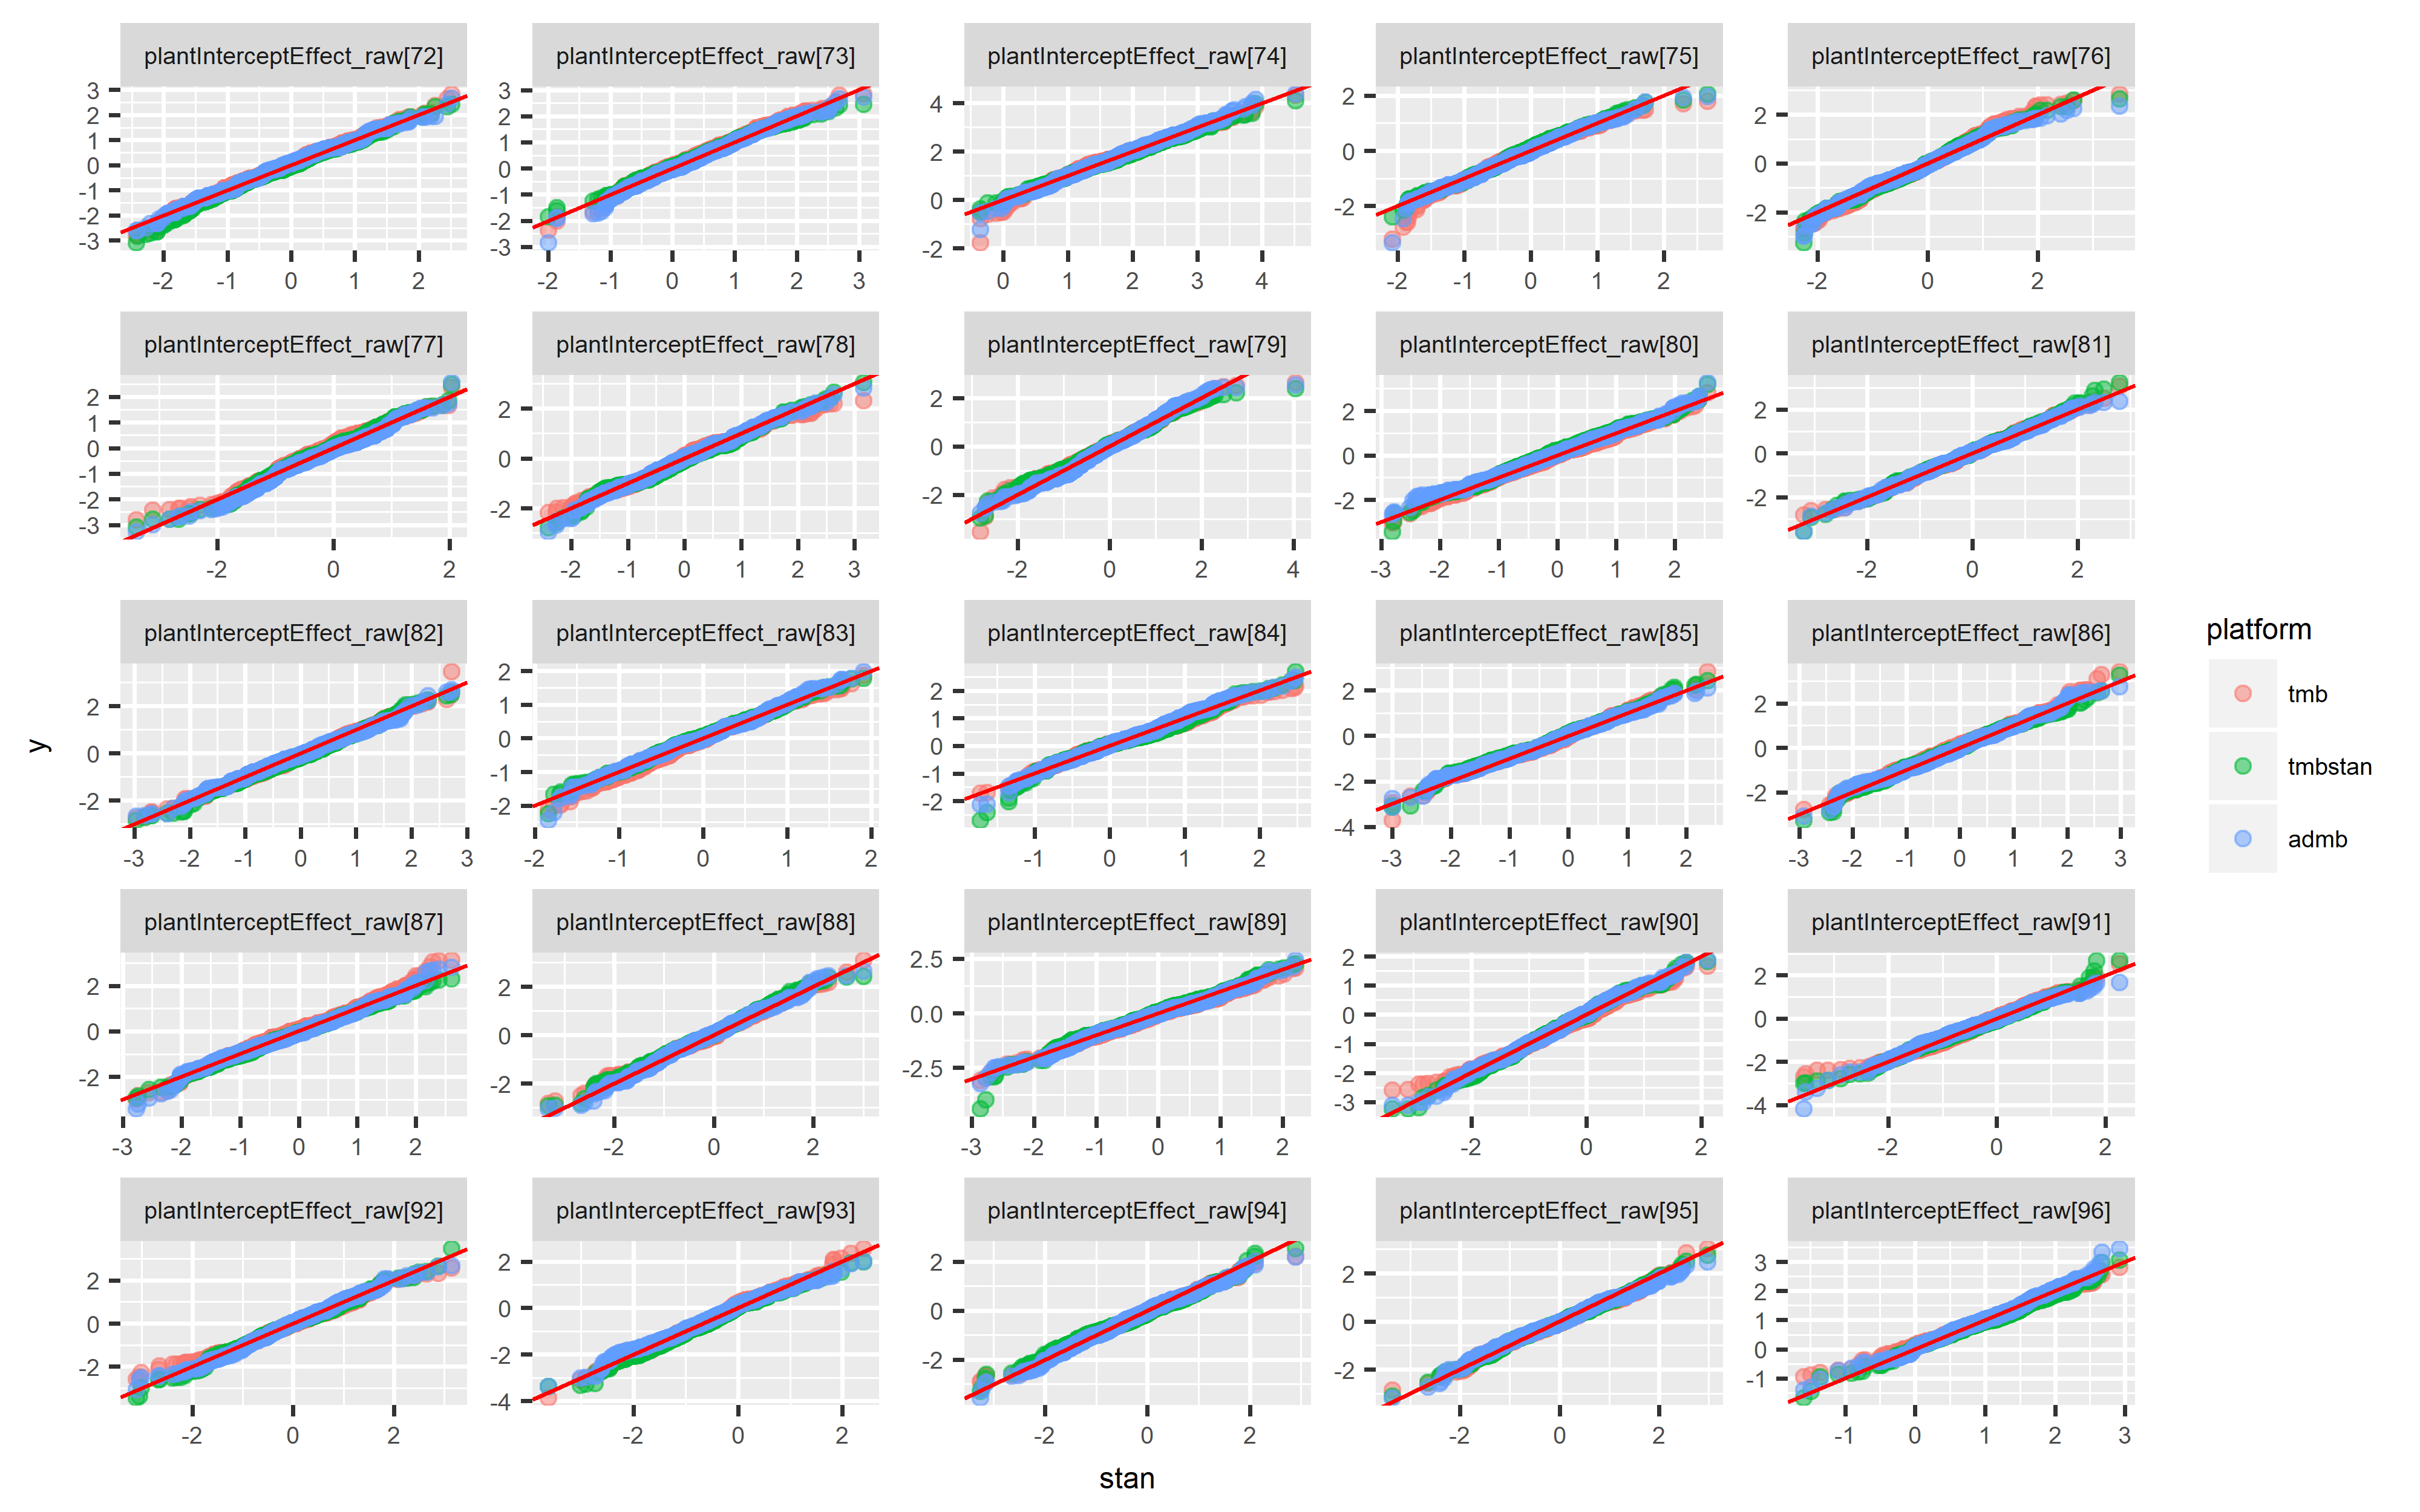 plantInterceptEffect_raw[72] plantInterceptEffect_raw[73] plantInterceptEffect_raw[74] plantInterceptEffect_raw[75] plantInterceptEffect_raw[76]
3 2 1 0 -1 -2 -3
3 2 1 0 -1 -2 -3
4 2 0 -2
2 0 -2
2 0 -2
-2 -1 0 1 2
-2 -1 0 1 2 3
0 1 2 3 4
-2 -1 0 1 2
-2 0 2
plantInterceptEffect_raw[77] plantInterceptEffect_raw[78] plantInterceptEffect_raw[79] plantInterceptEffect_raw[80] plantInterceptEffect_raw[81]
2 1 0 -1 -2 -3
2 0 -2
2 0 -2
2 0 -2
2 0 -2
-2 0 2
-2 -1 0 1 2 3
-2 0 2 4
-3 -2 -1 0 1 2
-2 0 2
plantInterceptEffect_raw[82] plantInterceptEffect_raw[83] plantInterceptEffect_raw[84] plantInterceptEffect_raw[85] plantInterceptEffect_raw[86]
2 0 -2
2 1 0 -1 -2
2 1 0 -1 -2
2 0 -2 -4
2 0 -2
-3 -2 -1 0 1 2 3
-2 -1 0 1 2
-1 0 1 2
-3 -2 -1 0 1 2
-3 -2 -1 0 1 2 3
plantInterceptEffect_raw[87] plantInterceptEffect_raw[88] plantInterceptEffect_raw[89] plantInterceptEffect_raw[90] plantInterceptEffect_raw[91]
2 0 -2
2 0 -2
2.5 0.0 -2.5
2 1 0 -1 -2 -3
2 0 -2 -4
-3 -2 -1 0 1 2
-2 0 2
-3 -2 -1 0 1 2
-2 0 2
-2 0 2
plantInterceptEffect_raw[92] plantInterceptEffect_raw[93] plantInterceptEffect_raw[94] plantInterceptEffect_raw[95] plantInterceptEffect_raw[96]
2 0 -2
2 0 -2 -4
2 0 -2
2 0 -2
3 2 1 0 -1
-2 0 2
-2 0 2
-2 0 2
-2 0 2
-1 0 1 2 3
y
stan
platform
tmb
tmbstan
admb